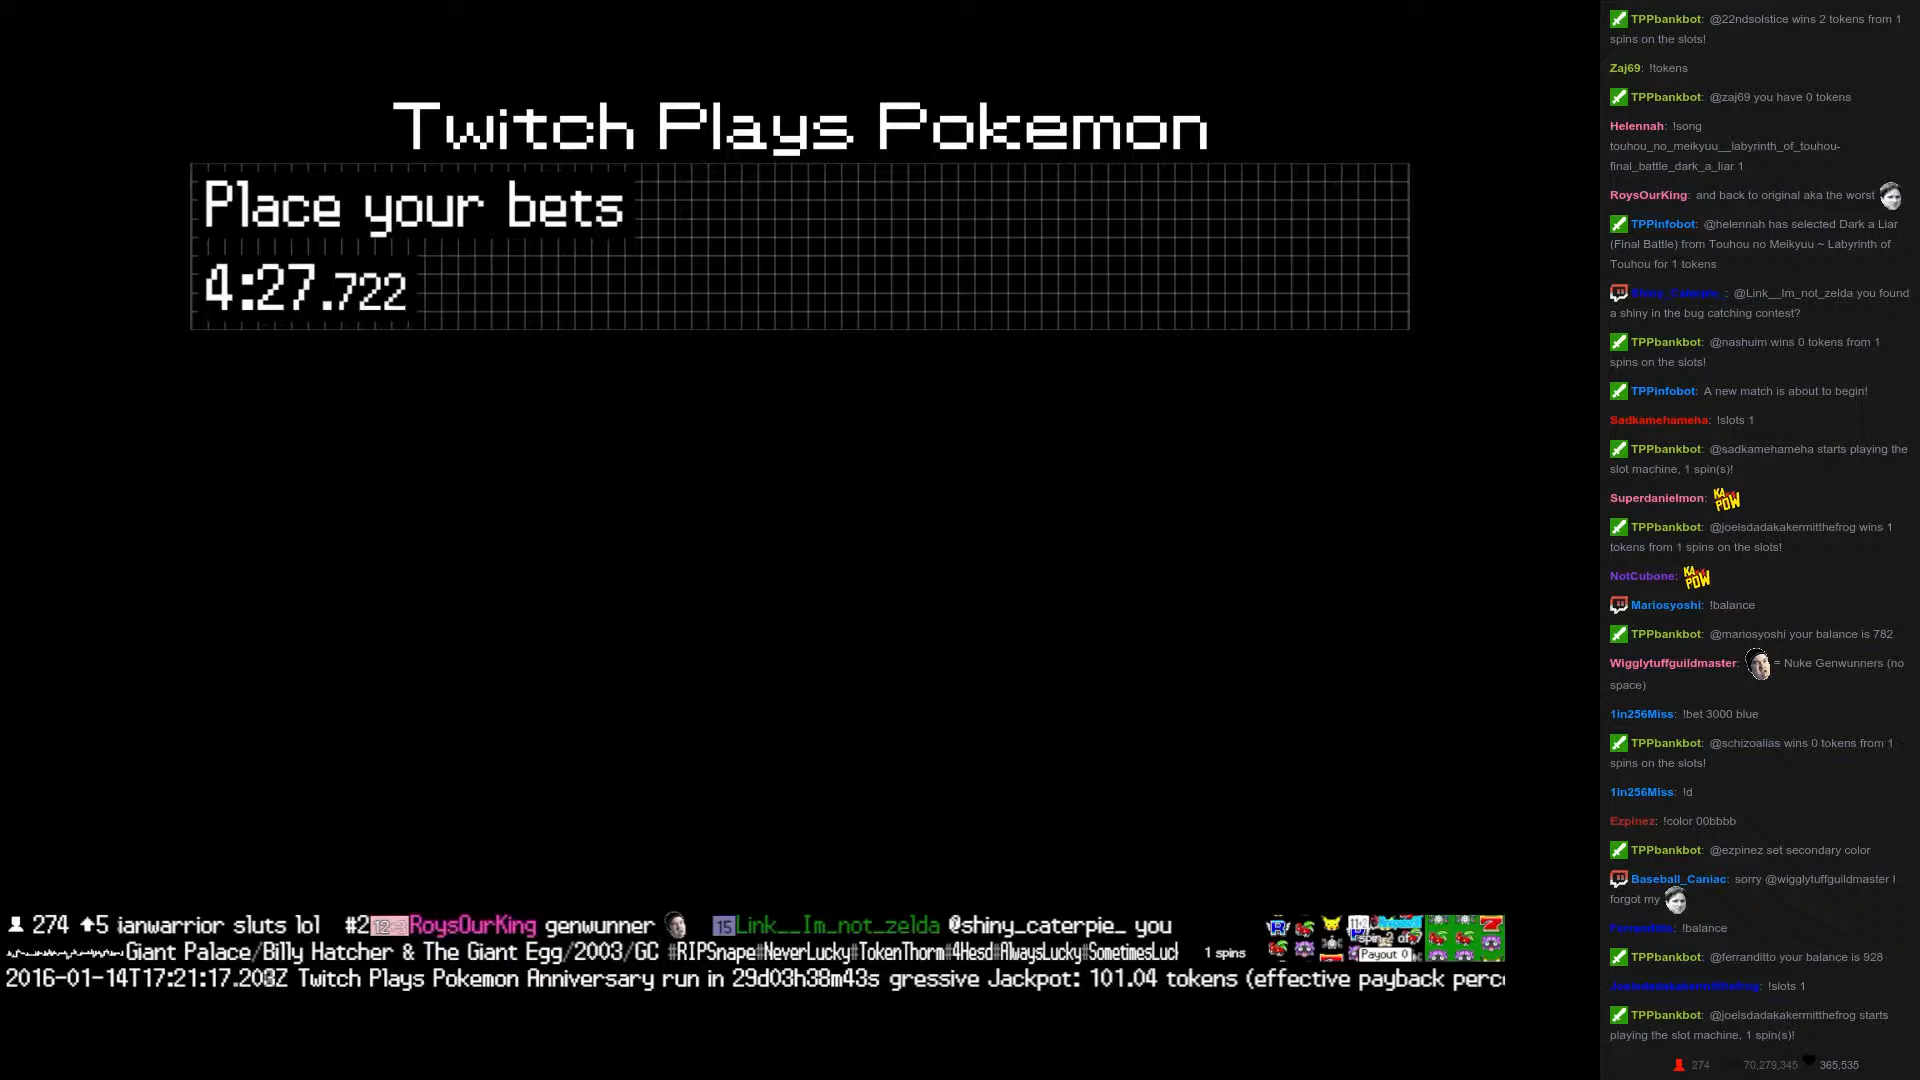 Twitch Plays Pokemon
Place your bets
4:27.722
274 5 ianwarrior sluts lol #2 RoysOurKing genwunner 15 Link__Im_not_zelda @shiny_caterpie_ you
Giant Palace/Billy Hatcher & The Giant Egg/2003/GC #RIPSnape#NeverLucky#TokenThorm#4Hesd#AlwaysLucky#SometimesLuc
1 spins
Payout 0
2016-01-14T17:21:17.208Z Twitch Plays Pokemon Anniversary run in 29d03h38m43s gressive Jackpot: 101.04 tokens (effective payback perc
TPPbankbot: @22ndsolstice wins 2 tokens from 1
spins on the slots!
Zaj69: !tokens
TPPbankbot: @zaj69 you have 0 tokens
Helennah: !song
touhou_no_meikyuu__labyrinth_of_touhou-
final_battle_dark_a_liar 1
RoysOurKing: and back to original aka the worst
TPPinfobot: @helennah has selected Dark a Liar
(Final Battle) from Touhou no Meikyuu ~ Labyrinth of
Touhou for 1 tokens
Shiny_Caterpie_: @Link__Im_not_zelda you found
a shiny in the bug catching contest?
TPPbankbot: @nashuim wins 0 tokens from 1
spins on the slots!
TPPinfobot: A new match is about to begin!
Sadkamehameha: !slots 1
TPPbankbot: @sadkamehameha starts playing the
slot machine, 1 spin(s)!
Superdanielmon: KAPOW
TPPbankbot: @joelsdadakakermitthefrog wins 1
tokens from 1 spins on the slots!
NotCubone: KAPOW
Mariosyoshi: !balance
TPPbankbot: @mariosyoshi your balance is 782
Wigglytuffguildmaster: = Nuke Genwunners (no
space)
1in256Miss: !bet 3000 blue
TPPbankbot: @schizoalias wins 0 tokens from 1
spins on the slots!
1in256Miss: !d
Ezpinez: !color 00bbbb
TPPbankbot: @ezpinez set secondary color
Baseball_Caniac: sorry @wigglytuffguildmaster I
forgot my
Ferranditto: !balance
TPPbankbot: @ferranditto your balance is 928
Joelsdadakakermitthefrog: !slots 1
TPPbankbot: @joelsdadakakermitthefrog starts
playing the slot machine, 1 spin(s)!
274 70,279,345 365,535